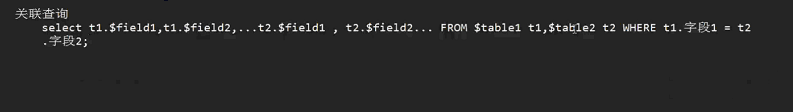 关联查询
select t1.$field1,t1.$field2,...t2.$field1 , t2.$field2... FROM $table1 t1,$table2 t2 WHERE t1.字段1 = t2
.字段2;